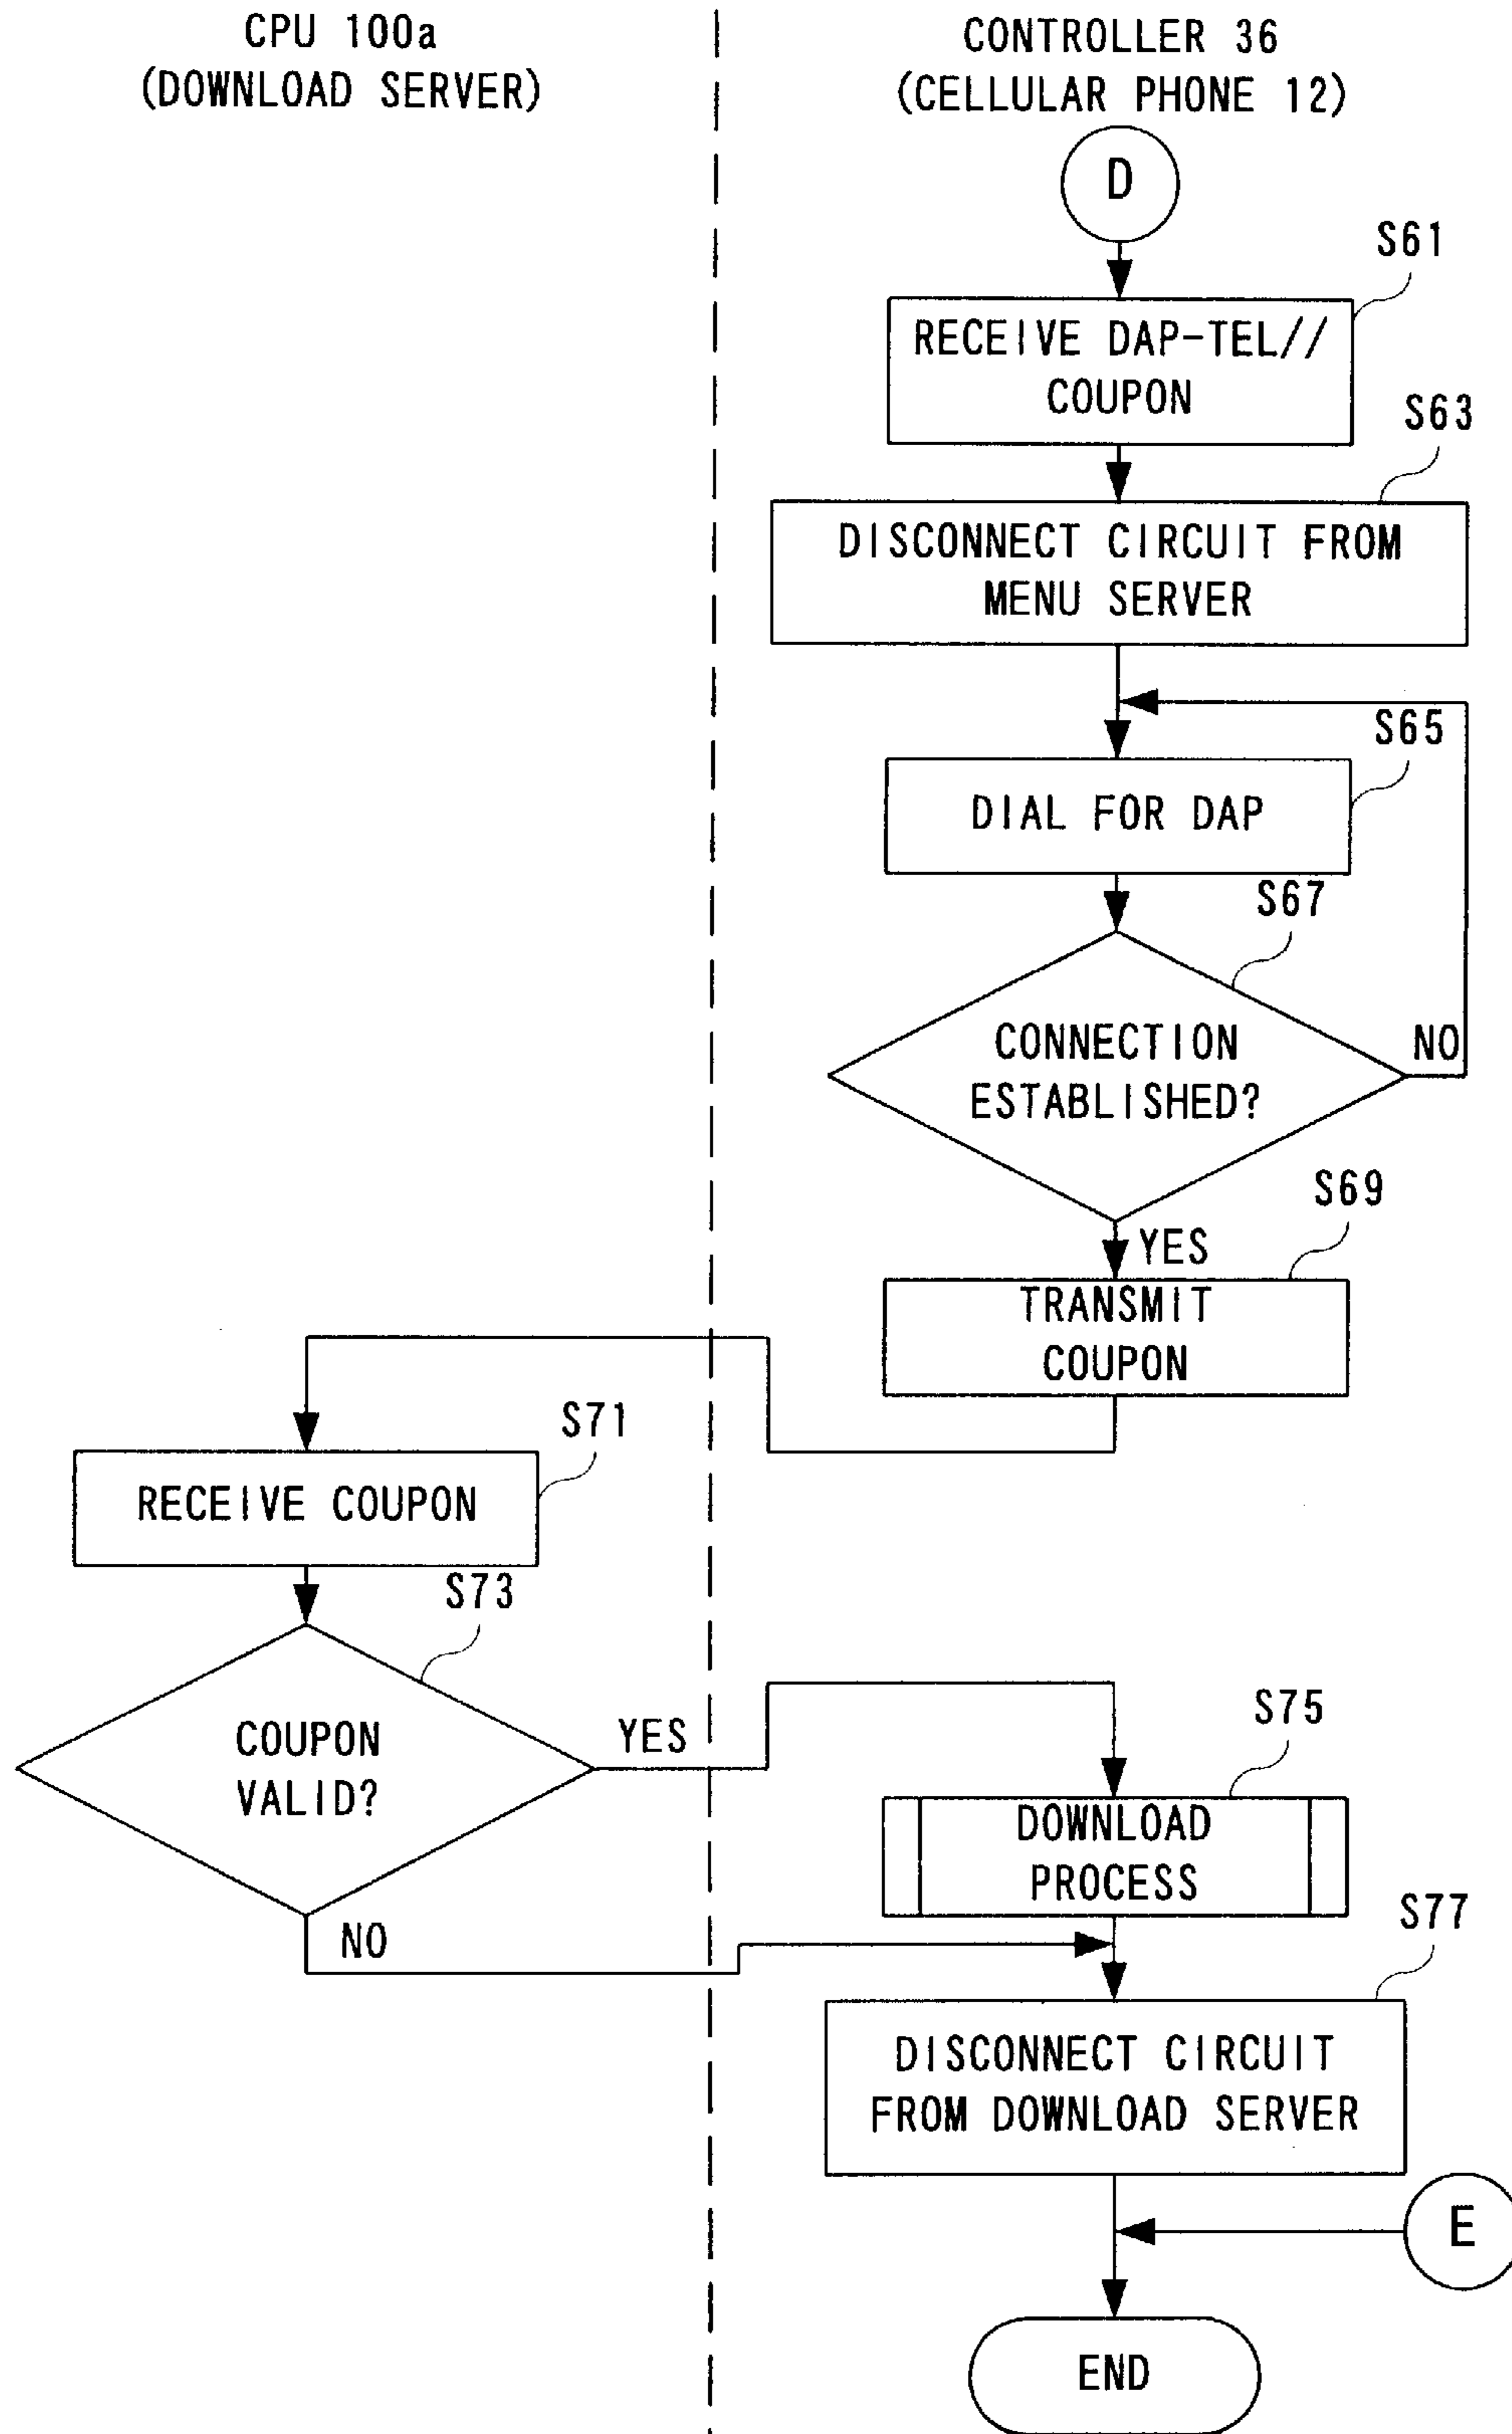 CPU 100a
(DOWNLOAD SERVER)
CONTROLLER 36
(CELLULAR PHONE 12)
D
S61
RECEIVE DAP-TEL//
COUPON
S63
DISCONNECT CIRCUIT FROM
MENU SERVER
S65
DIAL FOR DAP
S67
CONNECTION
ESTABLISHED?
NO
S69
YES
TRANSMIT
COUPON
S71
RECEIVE COUPON
S73
COUPON
VALID?
YES
NO
S75
DOWNLOAD
PROCESS
S77
DISCONNECT CIRCUIT
FROM DOWNLOAD SERVER
E
END